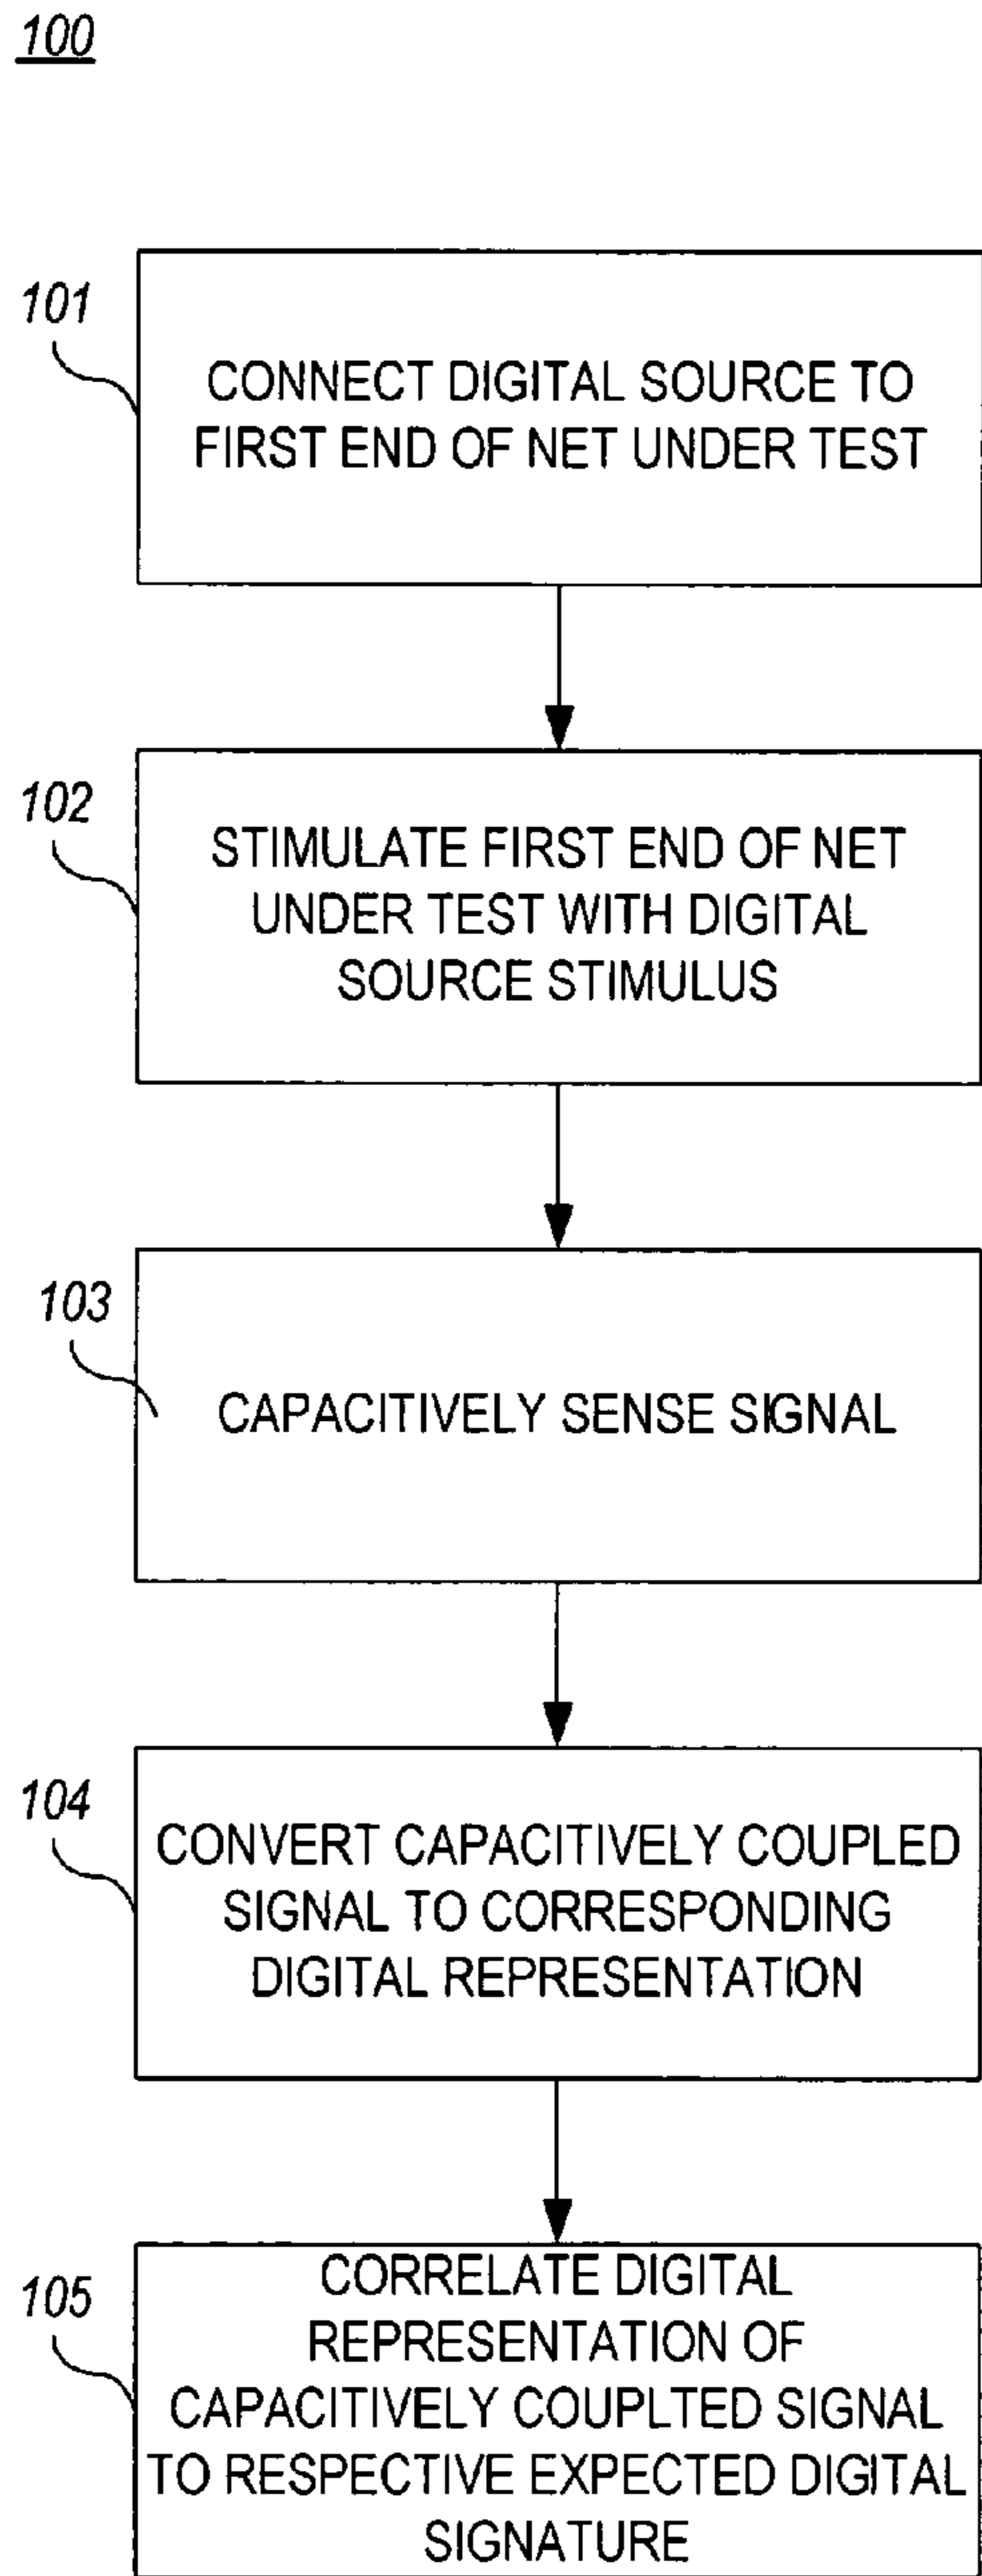 100
101
CONNECT DIGITAL SOURCE TO
FIRST END OF NET UNDER TEST
102
STIMULATE FIRST END OF NET
UNDER TEST WITH DIGITAL
SOURCE STIMULUS
103
CAPACITIVELY SENSE SIGNAL
104
CONVERT CAPACITIVELY COUPLED
SIGNAL TO CORRESPONDING
DIGITAL REPRESENTATION
105
CORRELATE DIGITAL
REPRESENTATION OF
CAPACITIVELY COUPLTED SIGNAL
TO RESPECTIVE EXPECTED DIGITAL
SIGNATURE